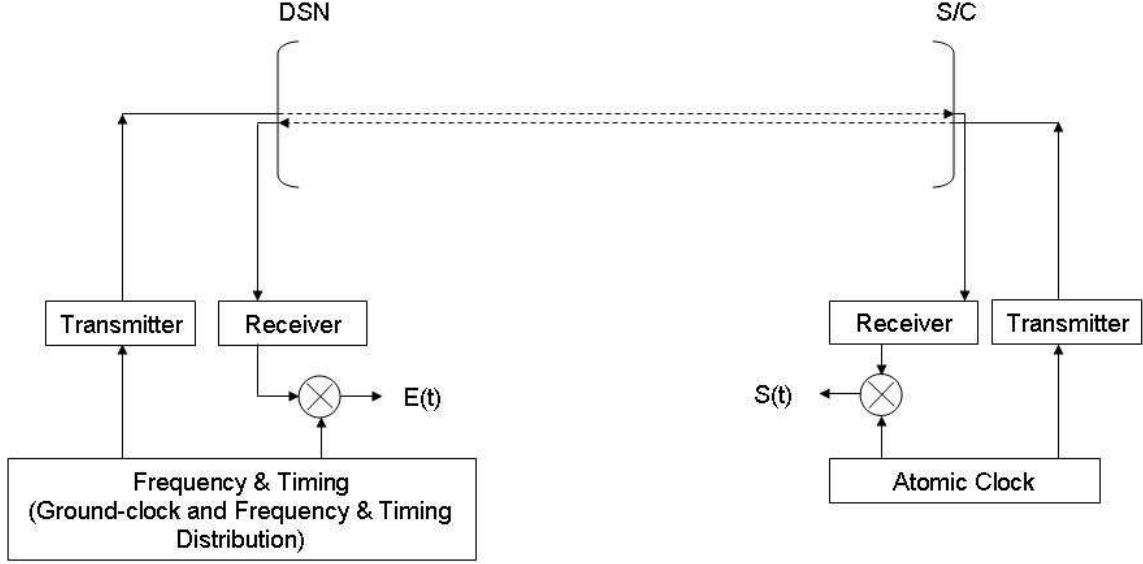 DSN
S/C
Transmitter
Receiver
Receiver
Transmitter
E(t)
S(t)
Frequency & Timing
(Ground-clock and Frequency & Timing
Distribution)
Atomic Clock